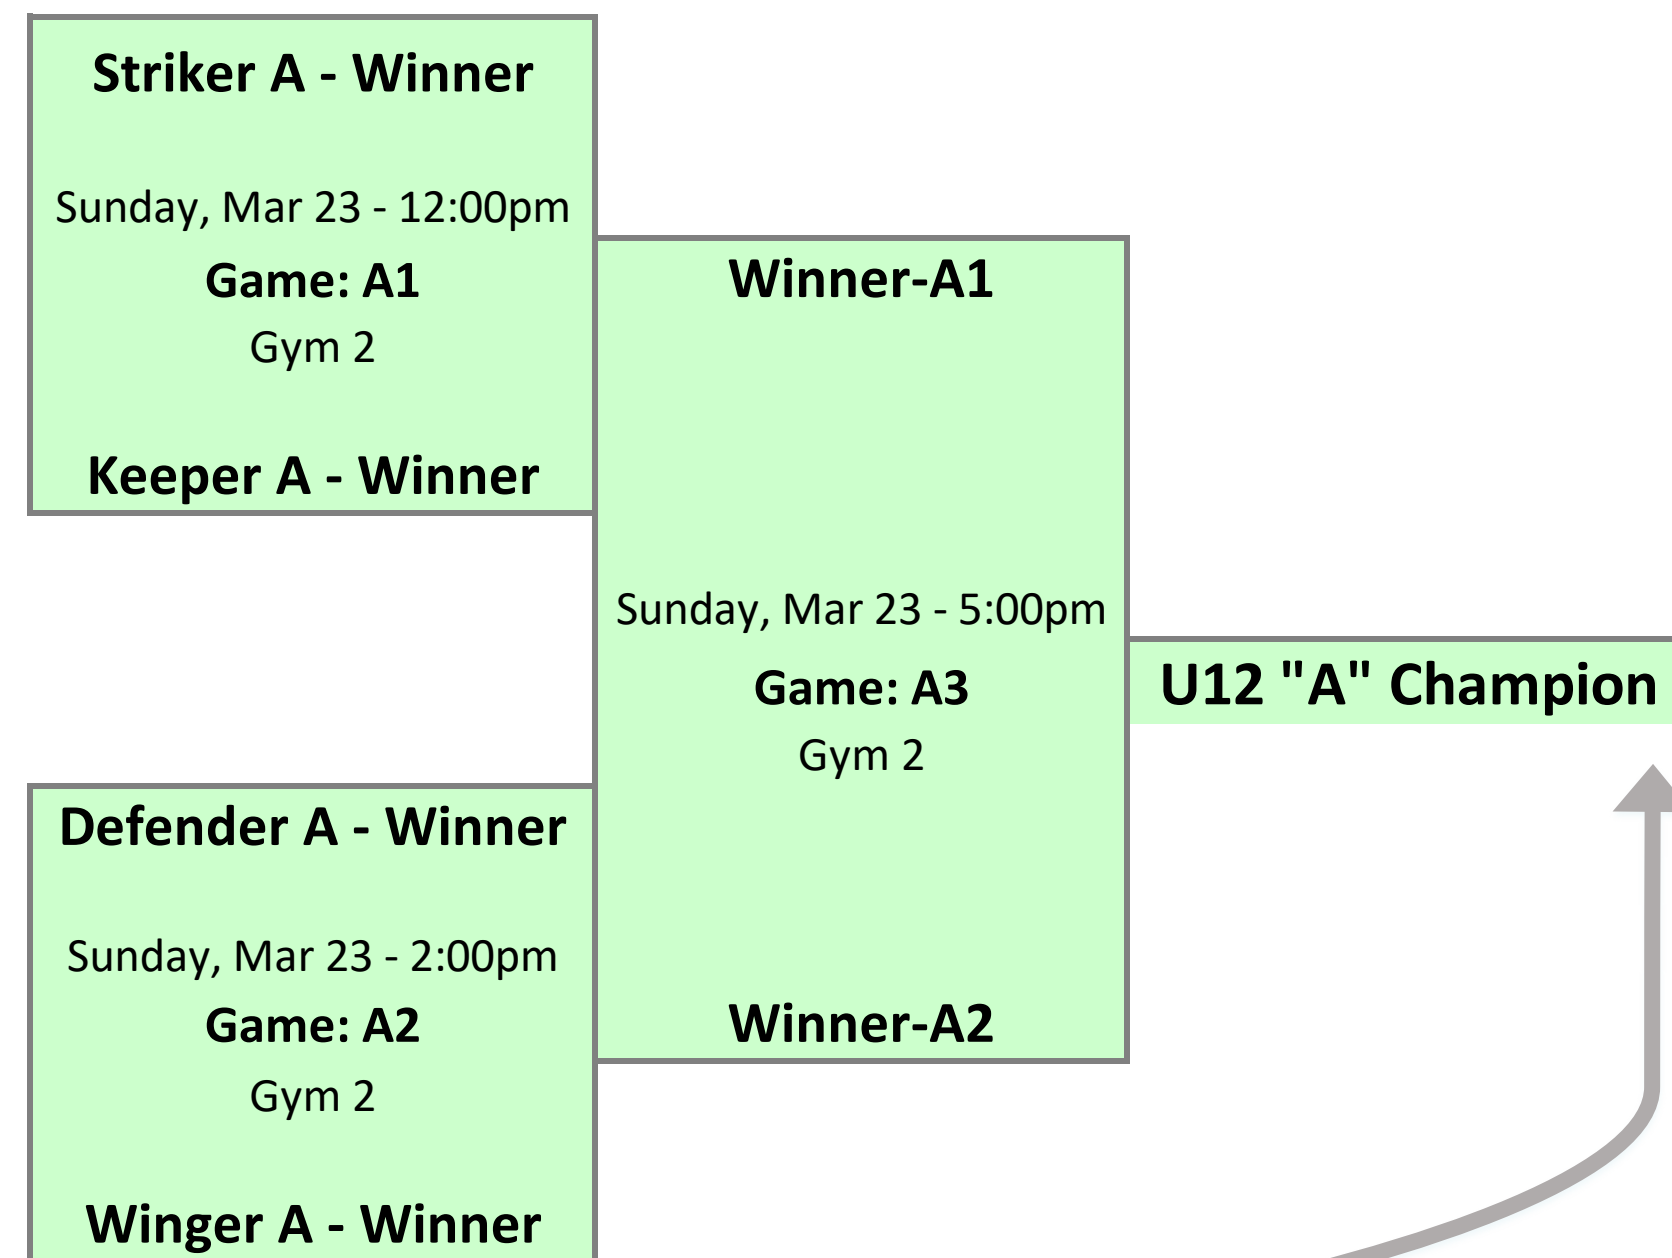 Striker A - Winner
Sunday, Mar 23 - 12:00pm
Game: A1
Gym 2
Keeper A - Winner
Winner-A1
Sunday, Mar 23 - 5:00pm
Game: A3
Gym 2
Winner-A2
U12 "A" Champion
Defender A - Winner
Sunday, Mar 23 - 2:00pm
Game: A2
Gym 2
Winger A - Winner